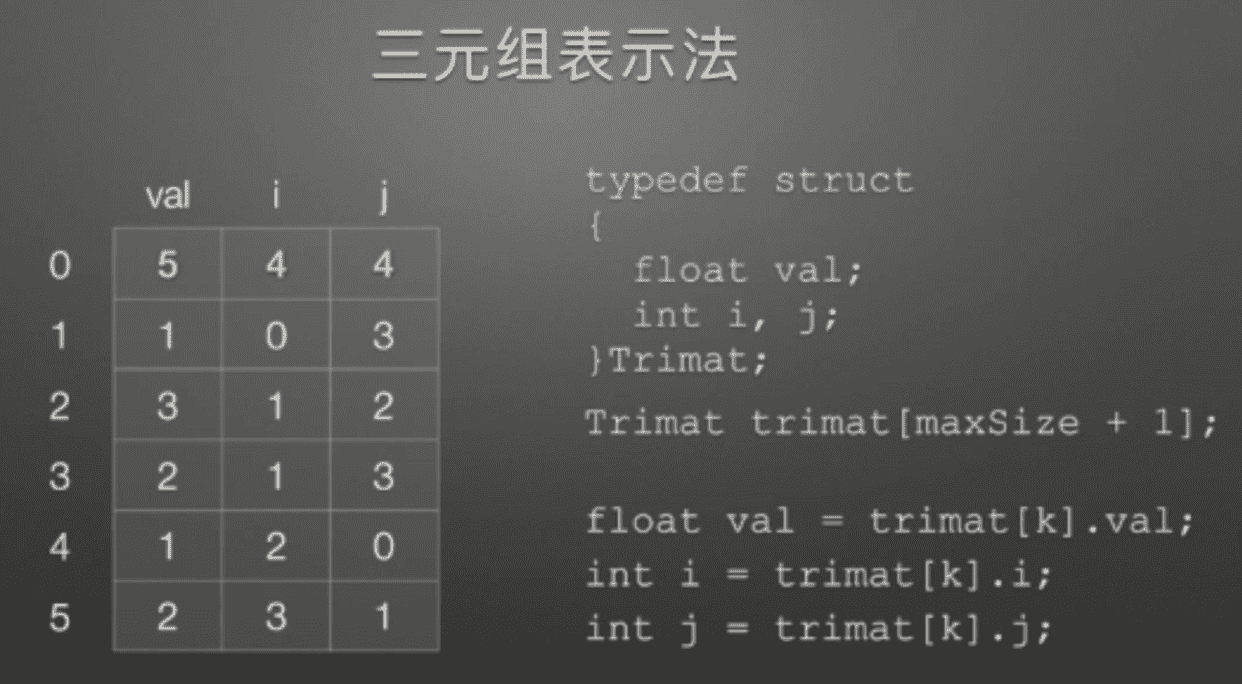 三元组表示法
val i j
0 5 4 4
1 1 0 3
2 3 1 2
3 2 1 3
4 1 2 0
5 2 3 1
typedef struct
{
float val;
int i, j;
}Trimat;
Trimat trimat[maxSize + 1];
float val = trimat[k].val;
int i = trimat[k].i;
int j = trimat[k].j;